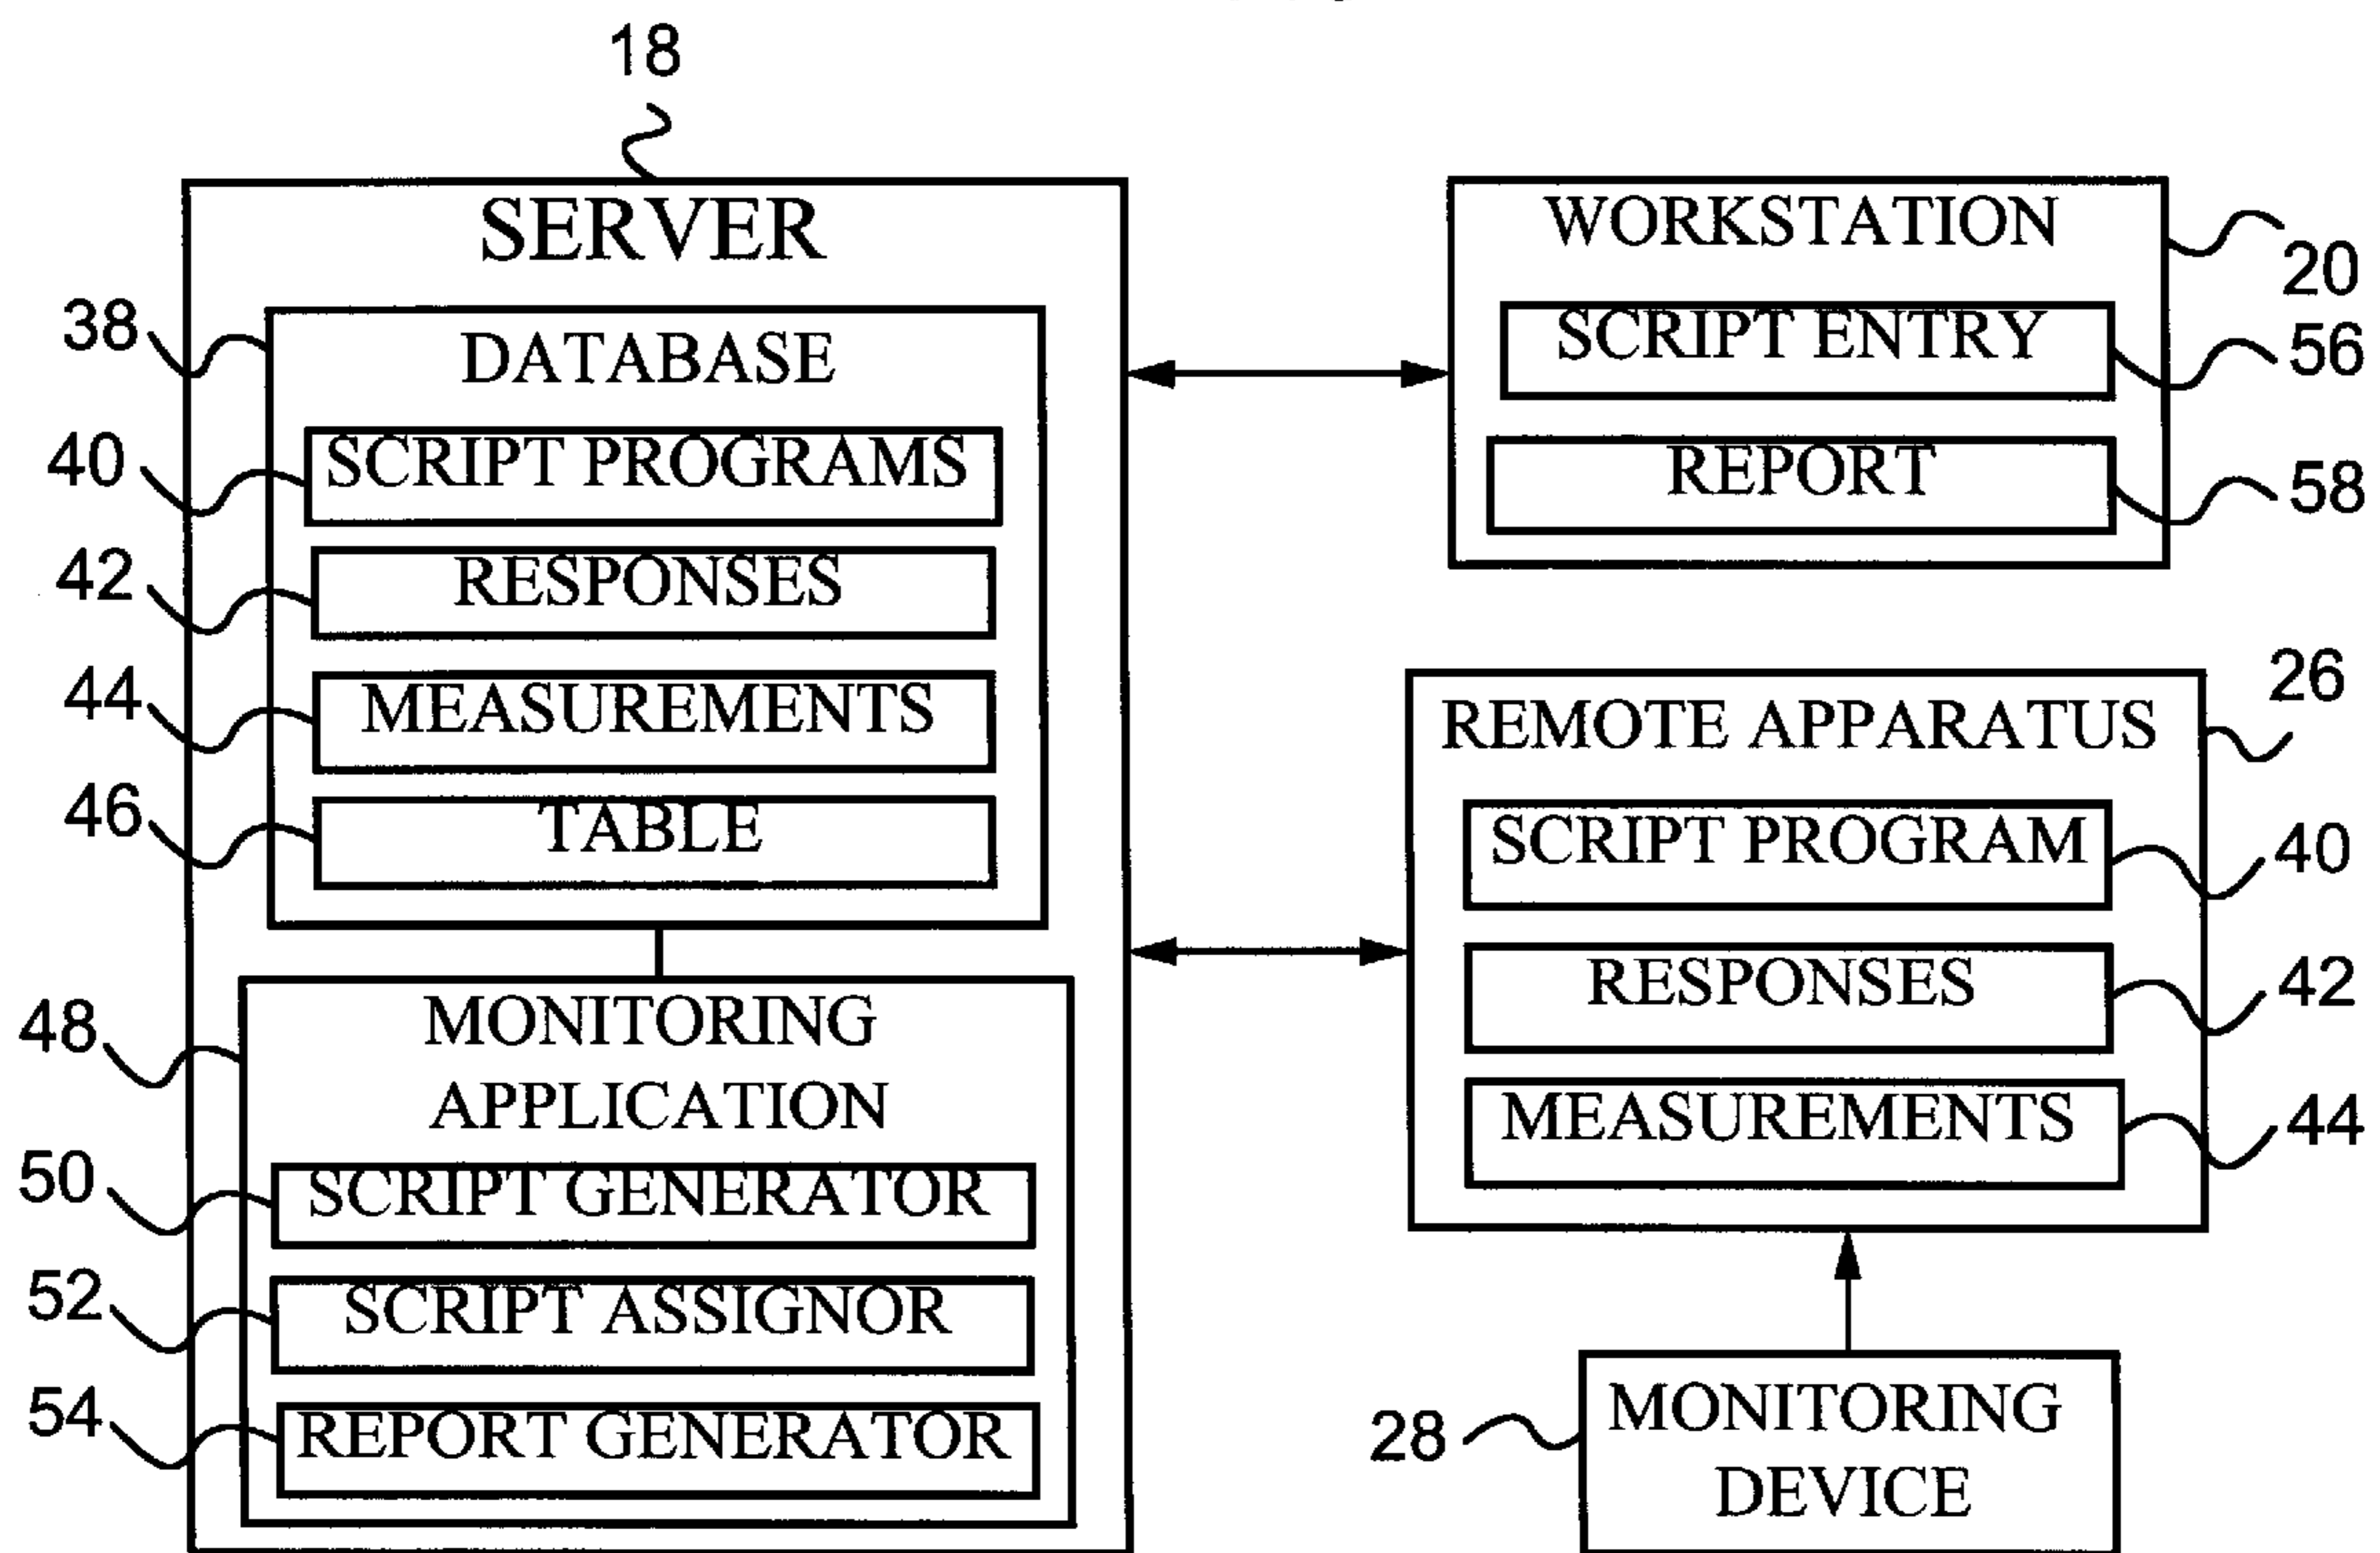 18
SERVER
38
DATABASE
40
SCRIPT PROGRAMS
42
RESPONSES
44
MEASUREMENTS
46
TABLE
48
MONITORING
APPLICATION
50
SCRIPT GENERATOR
52
SCRIPT ASSIGNOR
54
REPORT GENERATOR
WORKSTATION
20
SCRIPT ENTRY
56
REPORT
58
26
REMOTE APPARATUS
SCRIPT PROGRAM
40
RESPONSES
42
MEASUREMENTS
44
28
MONITORING
DEVICE